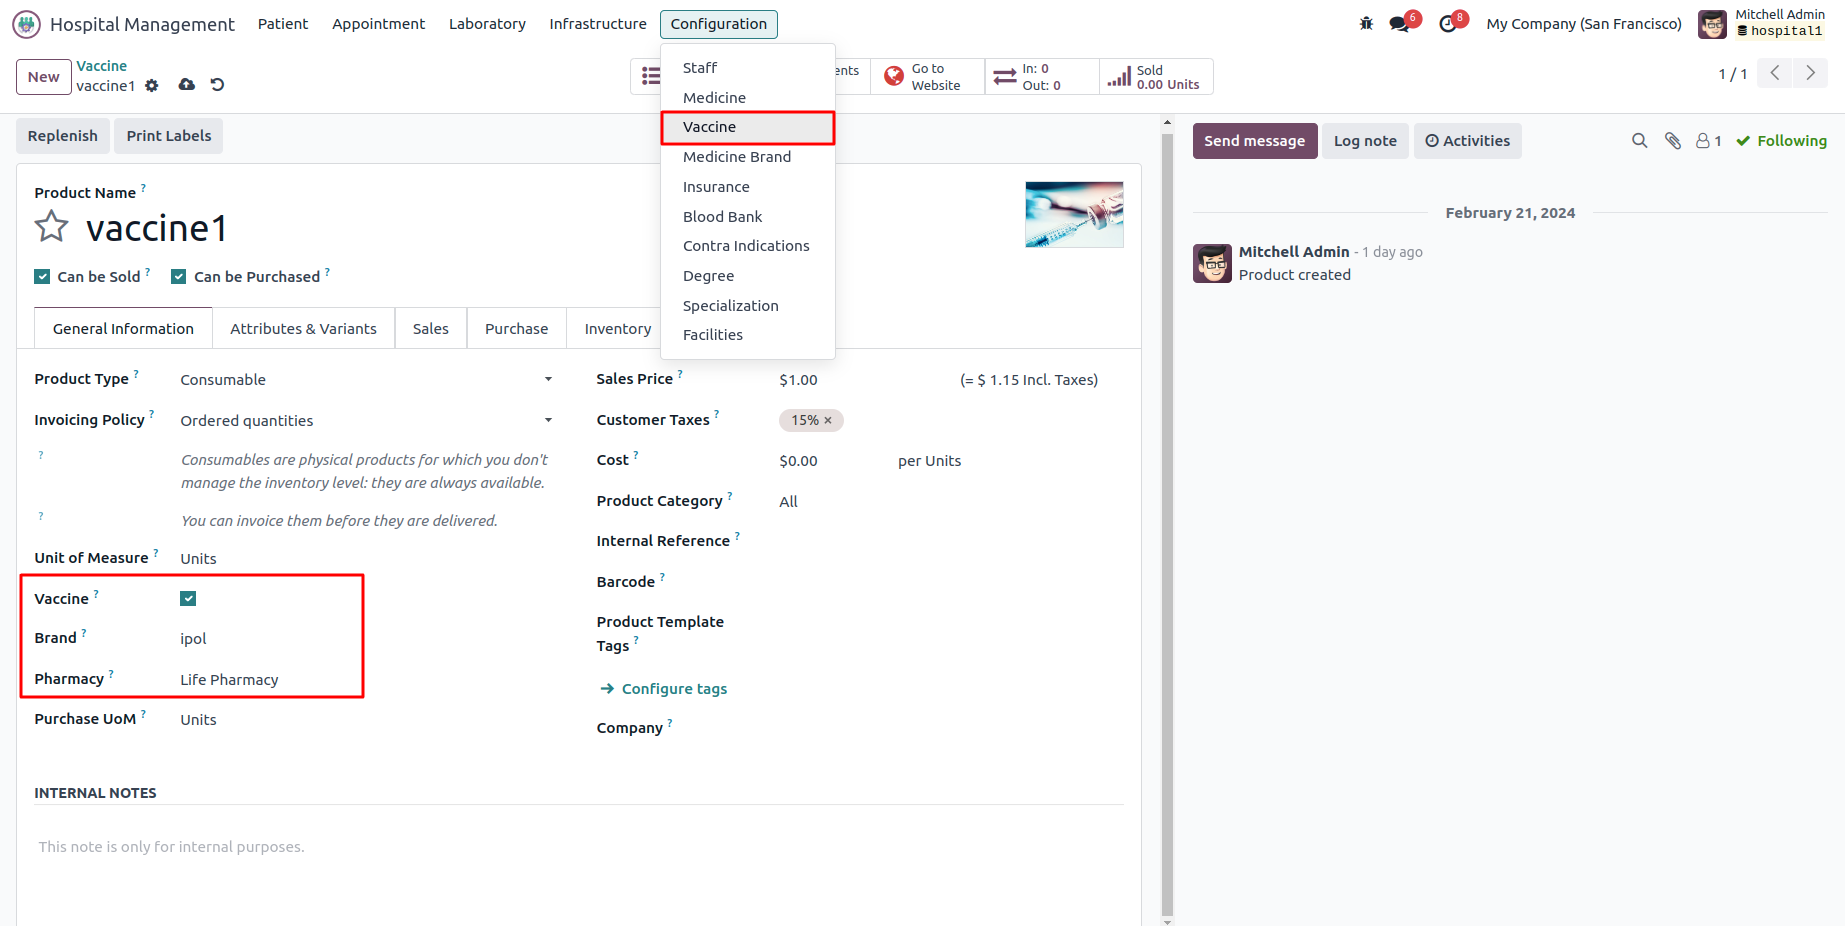 Hospital Management
Patient
Appointment
Laboratory
Infrastructure
Configuration
6
8
My Company (San Francisco)
Mitchell Admin
hospital1
New
Vaccine
vaccine1
ents
Go to
Website
In: 0
Out: 0
Sold
0.00 Units
1 / 1
Staff
Medicine
Vaccine
Medicine Brand
Insurance
Blood Bank
Contra Indications
Degree
Specialization
Facilities
Replenish
Print Labels
Product Name ?
vaccine1
Can be Sold ?
Can be Purchased ?
General Information
Attributes & Variants
Sales
Purchase
Inventory
Product Type ?
Consumable
Invoicing Policy ?
Ordered quantities
?
Consumables are physical products for which you don't
manage the inventory level: they are always available.
?
You can invoice them before they are delivered.
Unit of Measure ?
Units
Vaccine ?
Brand ?
ipol
Pharmacy ?
Life Pharmacy
Purchase UoM ?
Units
Sales Price ?
$1.00
(= $ 1.15 Incl. Taxes)
Customer Taxes ?
15% ×
Cost ?
$0.00
per Units
Product Category ?
All
Internal Reference ?
Barcode ?
Product Template
Tags ?
Configure tags
Company ?
INTERNAL NOTES
This note is only for internal purposes.
Send message
Log note
Activities
1
Following
February 21, 2024
Mitchell Admin - 1 day ago
Product created